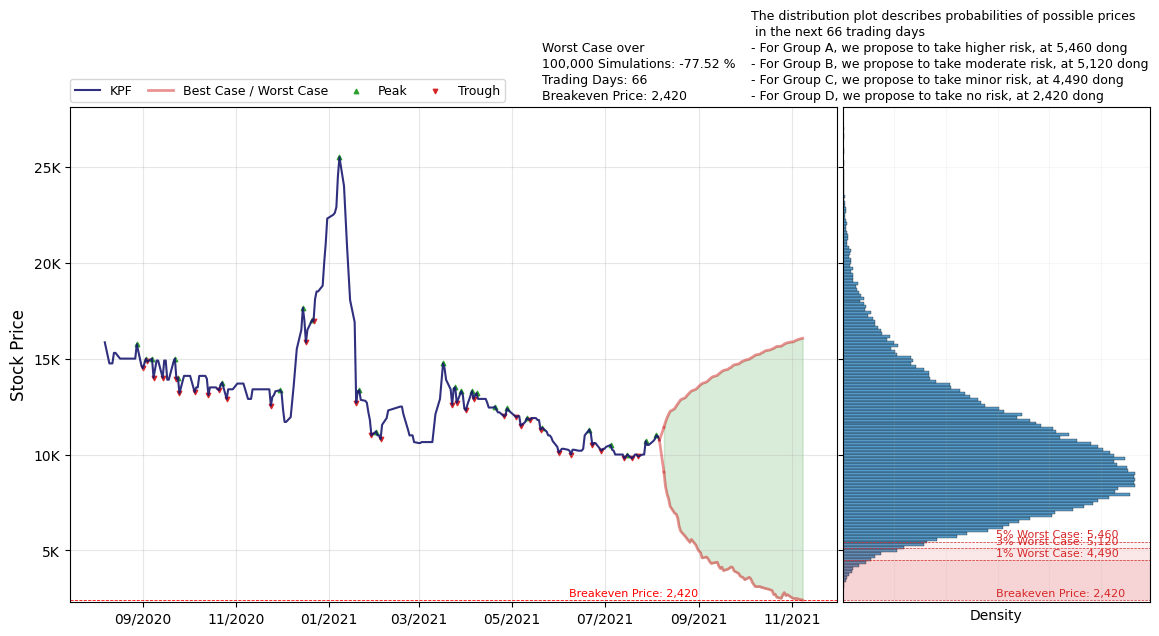 The distribution plot describes probabilities of possible prices
in the next 66 trading days
- For Group A, we propose to take higher risk, at 5,460 dong
- For Group B, we propose to take moderate risk, at 5,120 dong
- For Group C, we propose to take minor risk, at 4,490 dong
- For Group D, we propose to take no risk, at 2,420 dong
Worst Case over
100,000 Simulations: -77.52 %
Trading Days: 66
Breakeven Price: 2,420
KPF
Best Case / Worst Case
Peak
Trough
Stock Price
25K
20K
15K
10K
5K
Breakeven Price: 2,420
09/2020
11/2020
01/2021
03/2021
05/2021
07/2021
09/2021
11/2021
5% Worst Case: 5,460
3% Worst Case: 5,120
1% Worst Case: 4,490
Breakeven Price: 2,420
Density